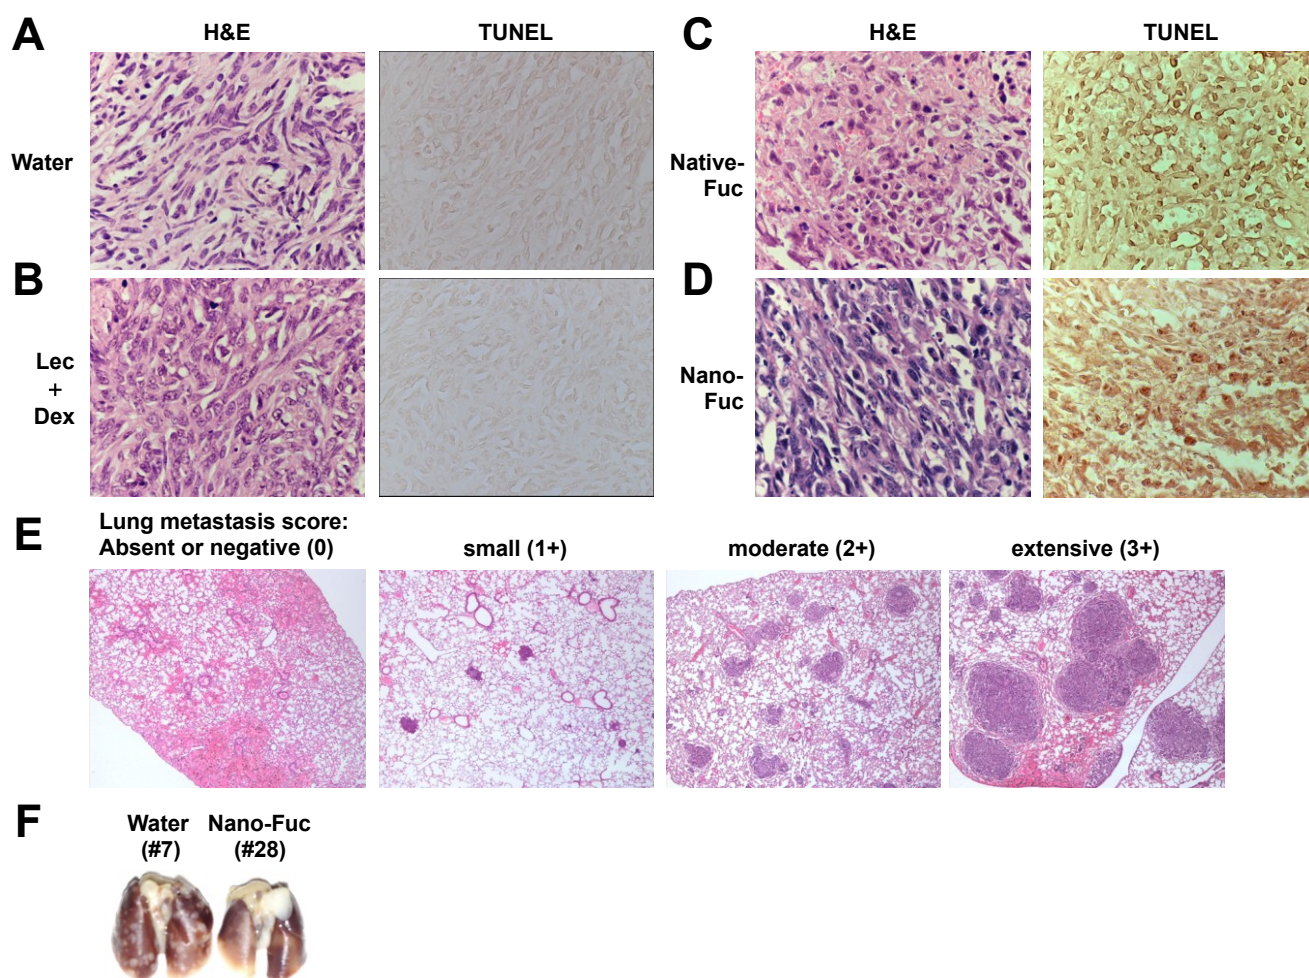 A
H&E
TUNEL
Water
B
Lec
+
Dex
C
H&E
TUNEL
Native-
Fuc
D
Nano-
Fuc
E
Lung metastasis score:
Absent or negative (0)
small (1+)
moderate (2+)
extensive (3+)
F
Water
(#7)
Nano-Fuc
(#28)